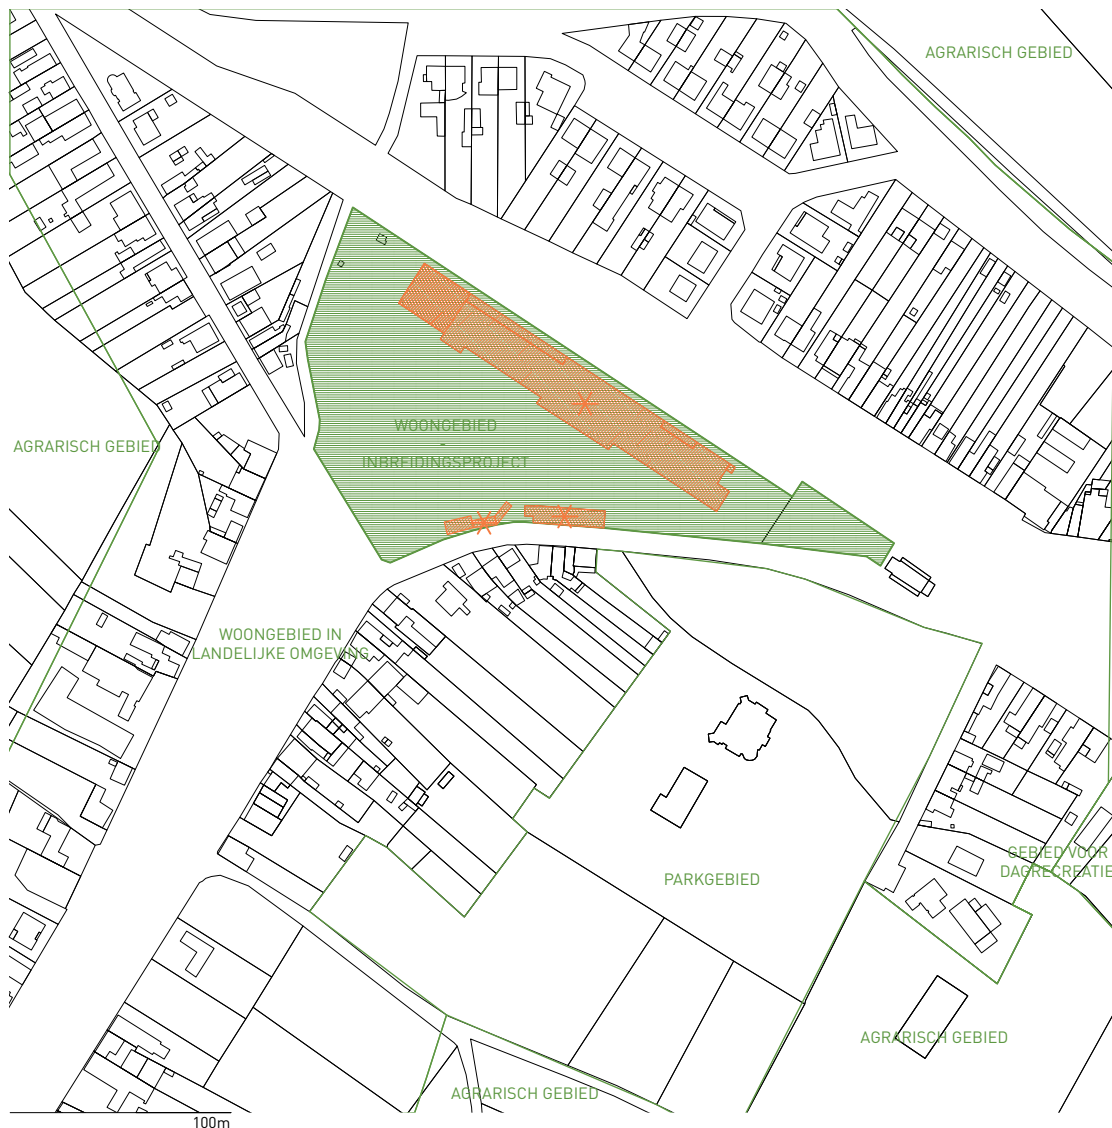 AGRARISCH GEBIED
WOONGEBIED
-
INBREIDINGSPROJECT
AGRARISCH GEBIED
WOONGEBIED IN
LANDELIJKE OMGEVING
GEBIED VOOR
DAGRECREATIE
PARKGEBIED
AGRARISCH GEBIED
AGRARISCH GEBIED
100m